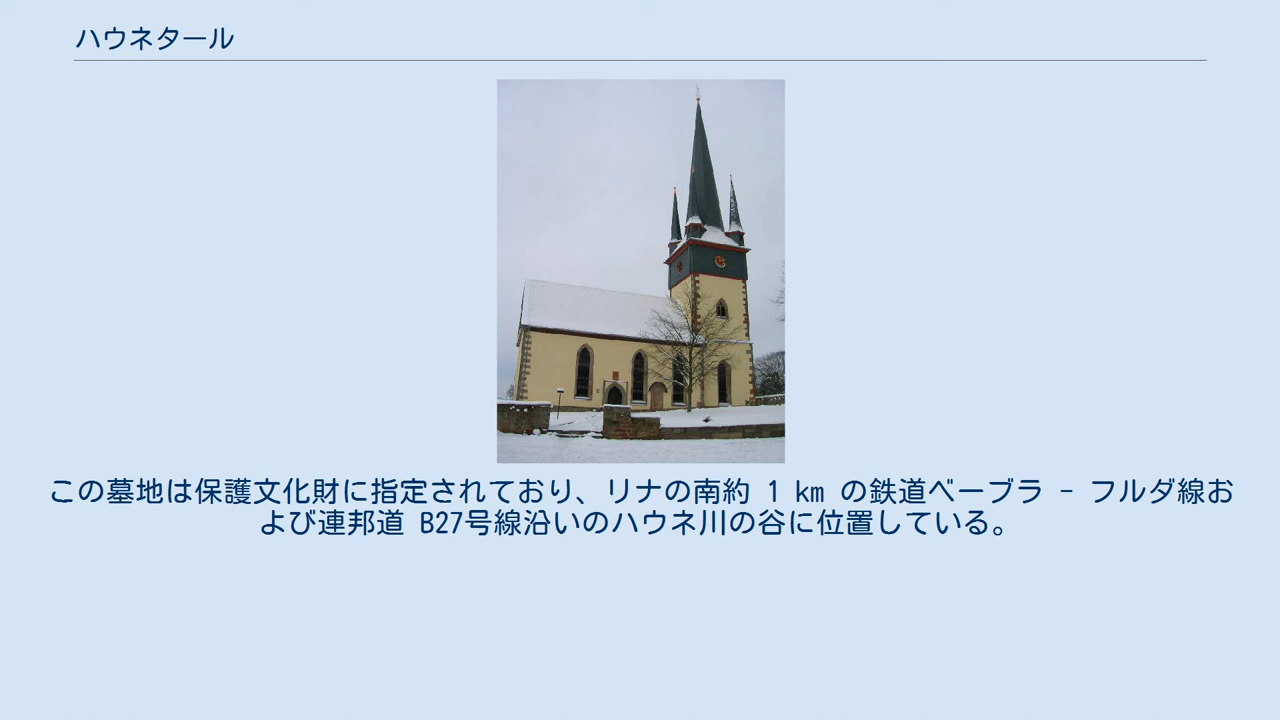 ハウネタール
この墓地は保護文化財に指定されており、リナの南約 1 km の鉄道ベーブラ - フルダ線お
よび連邦道 B27号線沿いのハウネ川の谷に位置している。